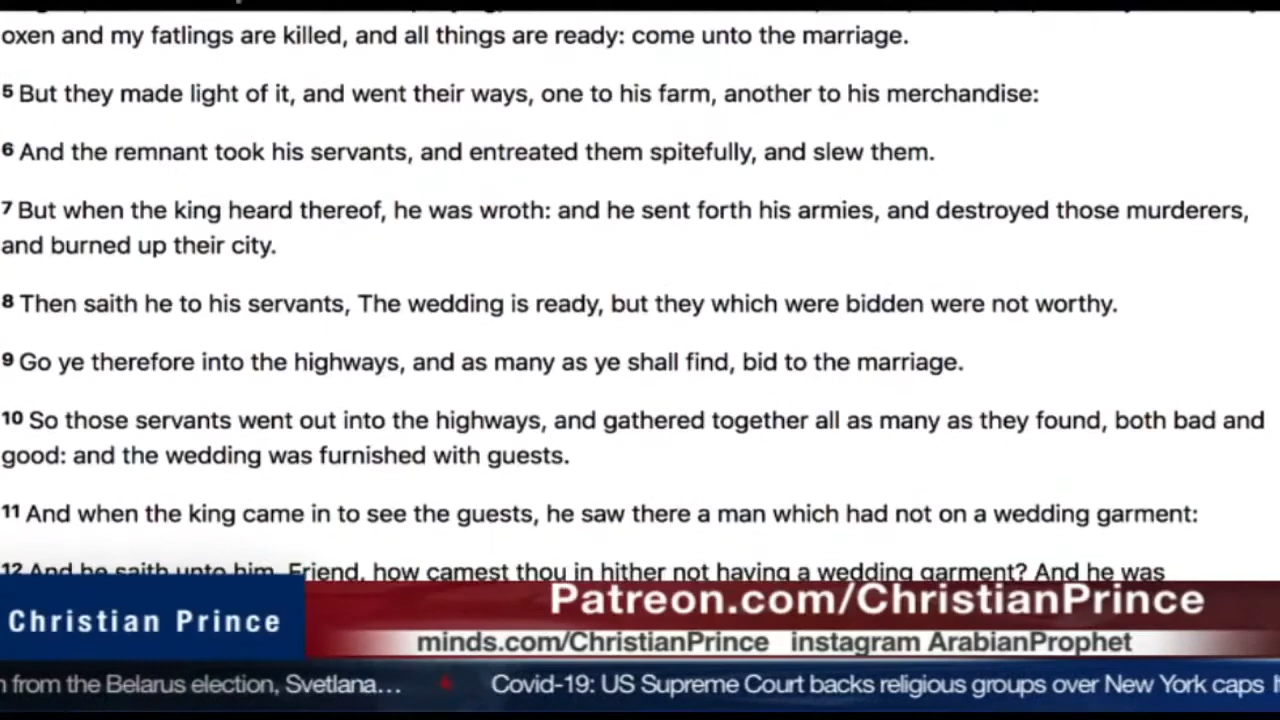 oxen and my fatlings are killed, and all things are ready: come unto the marriage.
5 But they made light of it, and went their ways, one to his farm, another to his merchandise:
6 And the remnant took his servants, and entreated them spitefully, and slew them.
7 But when the king heard thereof, he was wroth: and he sent forth his armies, and destroyed those murderers,
and burned up their city.
8 Then saith he to his servants, The wedding is ready, but they which were bidden were not worthy.
9 Go ye therefore into the highways, and as many as ye shall find, bid to the marriage.
10 So those servants went out into the highways, and gathered together all as many as they found, both bad and
good: and the wedding was furnished with guests.
11 And when the king came in to see the guests, he saw there a man which had not on a wedding garment:
12 And he saith unto him, Friend, how camest thou in hither not having a wedding garment? And he was
Christian Prince
Patreon.com/ChristianPrince
minds.com/ChristianPrince instagram ArabianProphet
from the Belarus election, Svetlana... Covid-19: US Supreme Court backs religious groups over New York caps